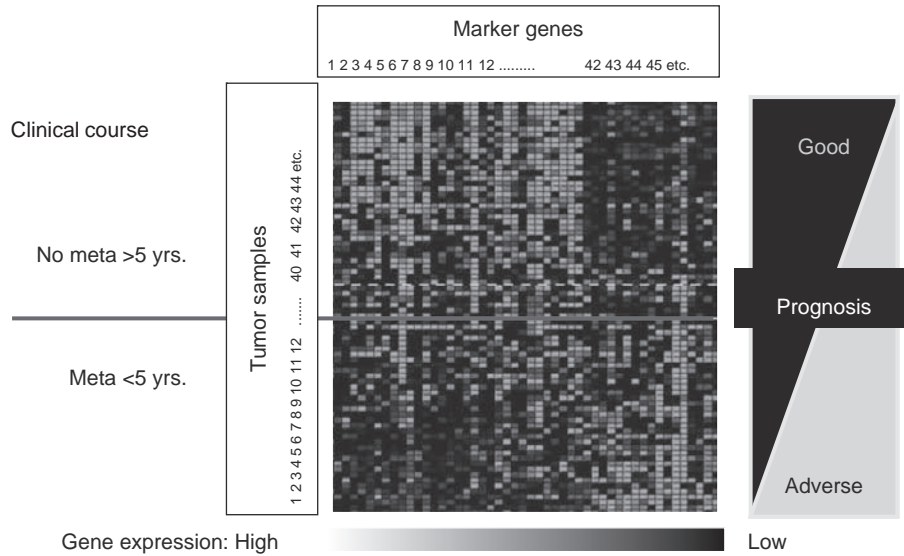 Marker genes
1 2 3 4 5 6 7 8 9 10 11 12 ......... 42 43 44 45 etc.
Clinical course
No meta >5 yrs.
Meta <5 yrs.
Tumor samples
1 2 3 4 5 6 7 8 9 10 11 12 ........ 40 41 42 43 44 etc.
Good
Prognosis
Adverse
Gene expression: High
Low